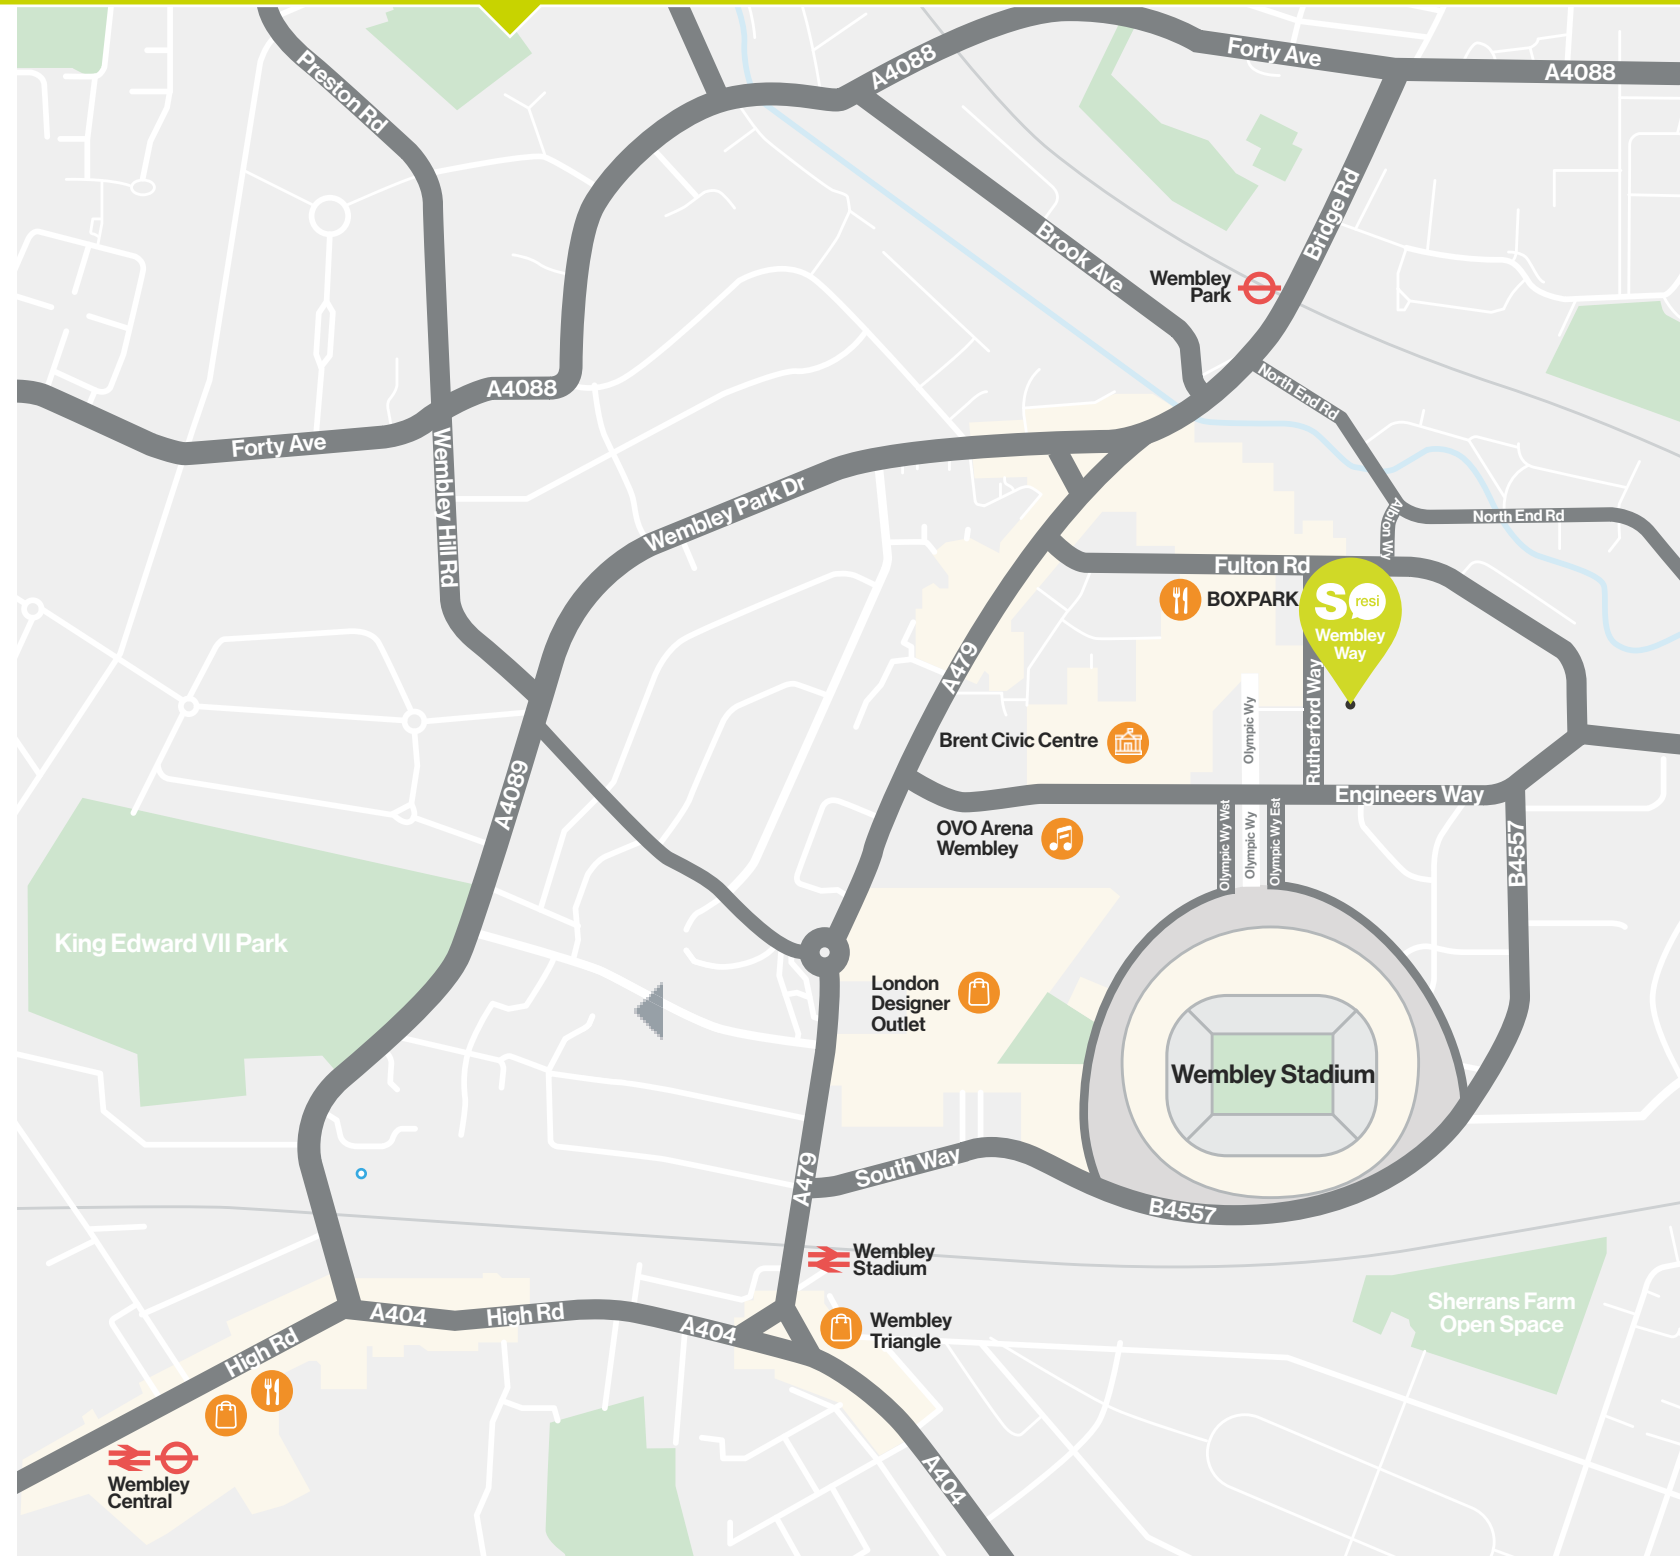 Forty Ave
A4088
A4088
Preston Rd
Bridge Rd
Brook Ave
Wembley
Park
North End Rd
A4088
Forty Ave
Wembley Hill Rd
Wembley Park Dr
Albion Wy
North End Rd
Fulton Rd
BOXPARK
SO resi
Wembley
Way
A479
Rutherford Way
Olympic Wy
Brent Civic Centre
A4089
Engineers Way
OVO Arena
Wembley
Olympic Wy Wst
Olympic Wy
Olympic Wy Est
B4557
King Edward VII Park
London
Designer
Outlet
Wembley Stadium
A479
South Way
B4557
Wembley
Stadium
Sherrans Farm
Open Space
A404
High Rd
A404
Wembley
Triangle
High Rd
Wembley
Central
A404